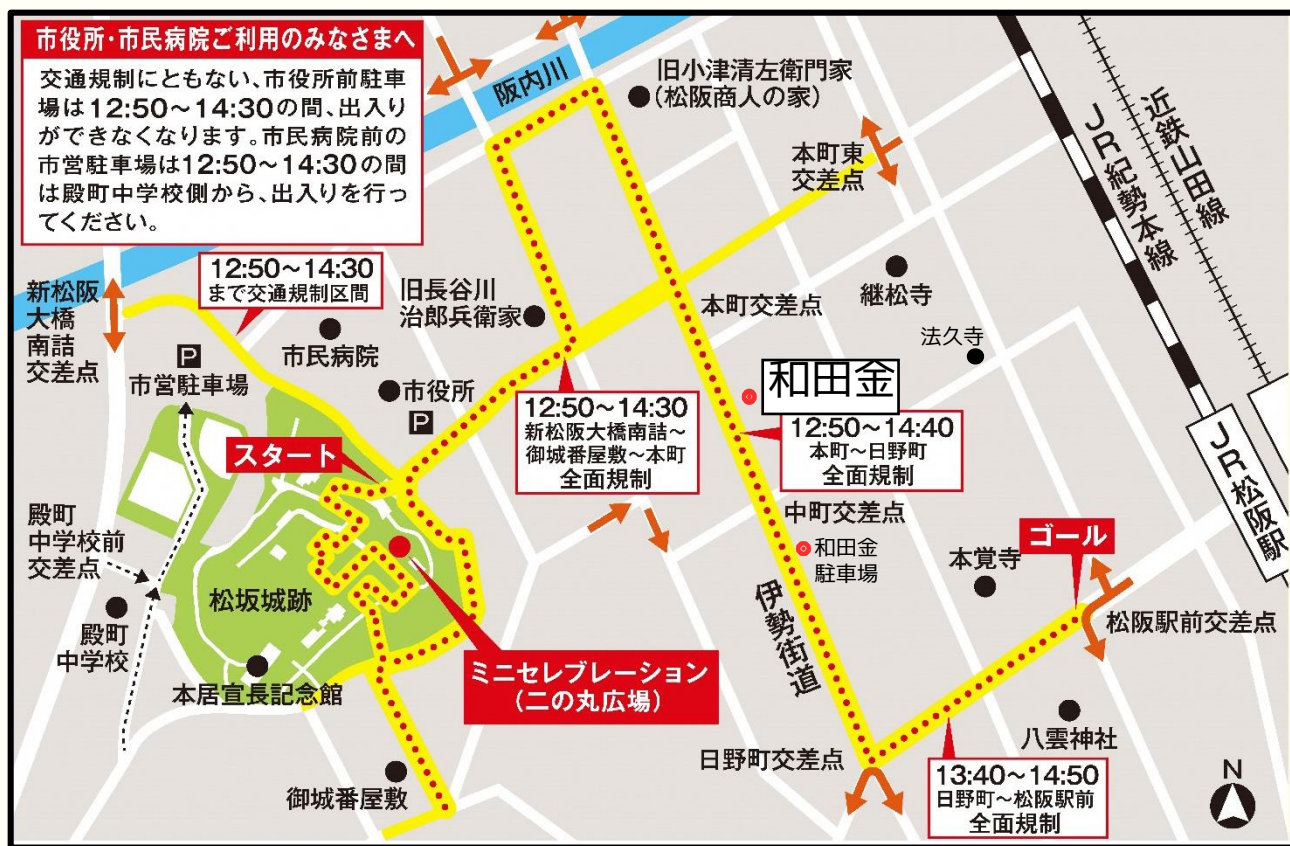 市役所・市民病院ご利用のみなさまへ
交通規制にともない、市役所前駐車
場は12:50～14:30の間、出入り
ができなくなります。市民病院前の
市営駐車場は12:50～14:30の間
は殿町中学校側から、出入りを行っ
てください。
阪内川
旧小津清左衛門家
(松阪商人の家)
本町東
交差点
JR紀勢本線
近鉄山田線
新松阪
大橋
南詰
交差点
12:50～14:30
まで交通規制区間
旧長谷川
治郎兵衛家
本町交差点
継松寺
法久寺
P
市営駐車場
市民病院
市役所
P
和田金
12:50～14:30
新松阪大橋南詰～
御城番屋敷～本町
全面規制
12:50～14:40
本町～日野町
全面規制
JR松阪駅
スタート
殿町
中学校前
交差点
中町交差点
和田金
駐車場
ゴール
本覚寺
松坂城跡
殿町
中学校
伊勢街道
松阪駅前交差点
本居宣長記念館
ミニセレブレーション
(二の丸広場)
八雲神社
日野町交差点
御城番屋敷
13:40～14:50
日野町～松阪駅前
全面規制
N